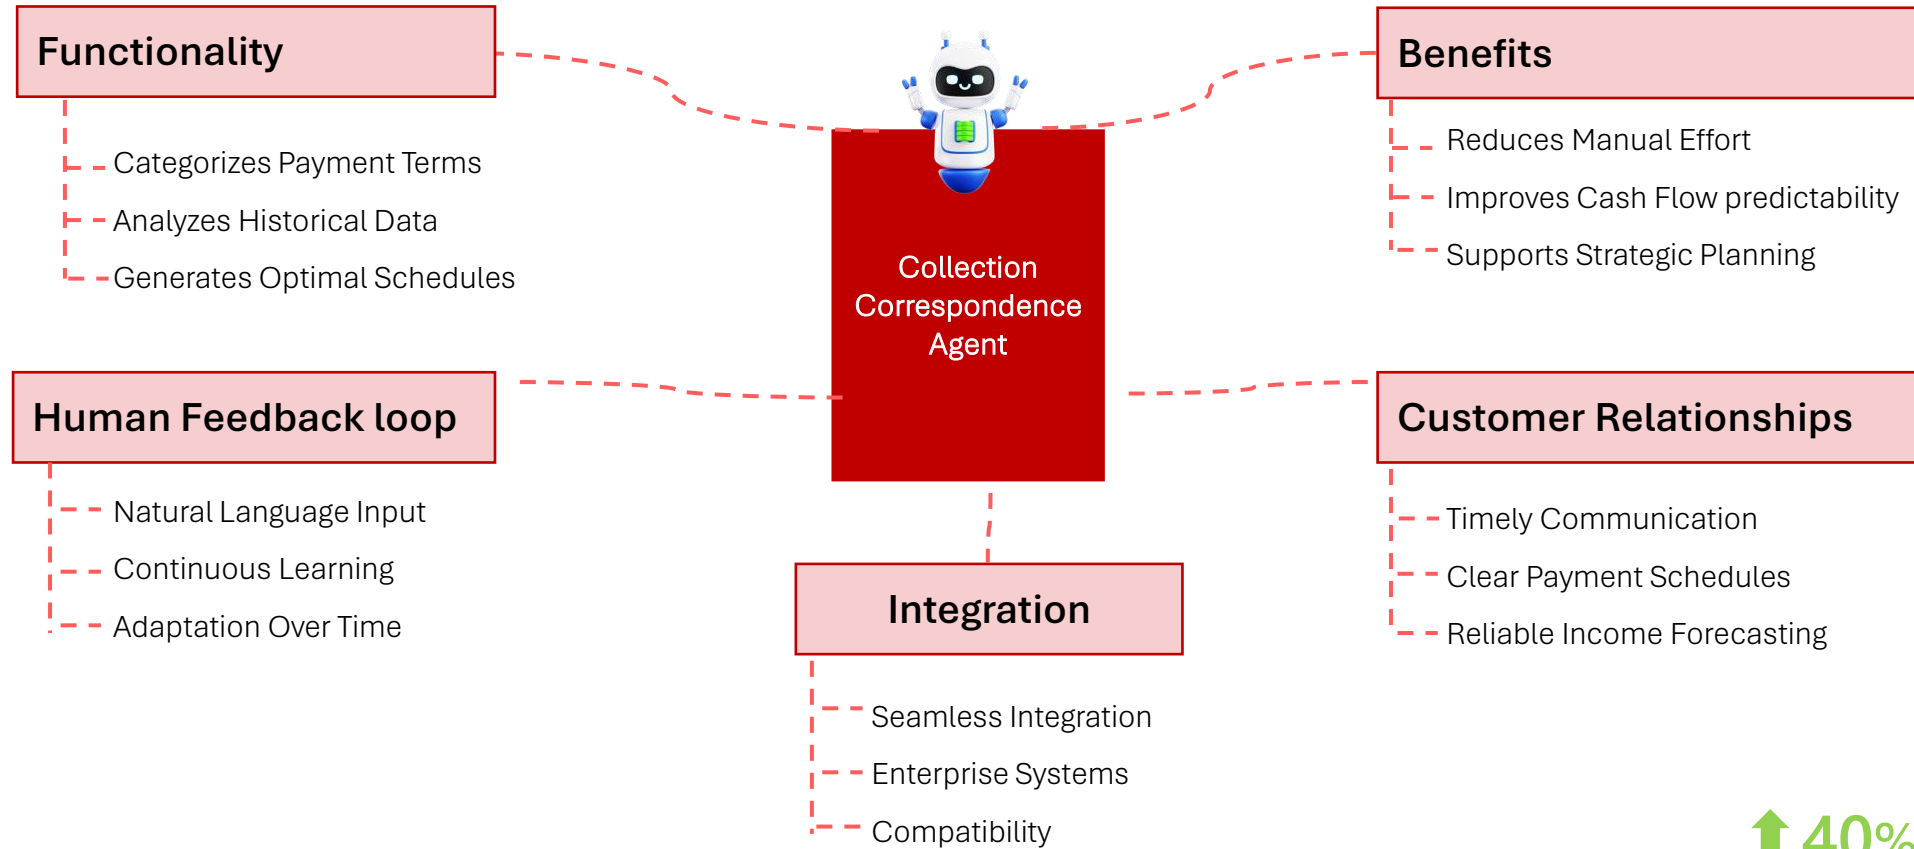 Functionality
Categorizes Payment Terms
Analyzes Historical Data
Generates Optimal Schedules
Human Feedback loop
Natural Language Input
Continuous Learning
Adaptation Over Time
Collection
Correspondence
Agent
Integration
Seamless Integration
Enterprise Systems
Compatibility
Benefits
Reduces Manual Effort
Improves Cash Flow predictability
Supports Strategic Planning
Customer Relationships
Timely Communication
Clear Payment Schedules
Reliable Income Forecasting
40%